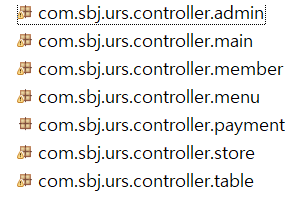 com.sbj.urs.controller.admin
com.sbj.urs.controller.main
com.sbj.urs.controller.member
com.sbj.urs.controller.menu
com.sbj.urs.controller.payment
com.sbj.urs.controller.store
com.sbj.urs.controller.table